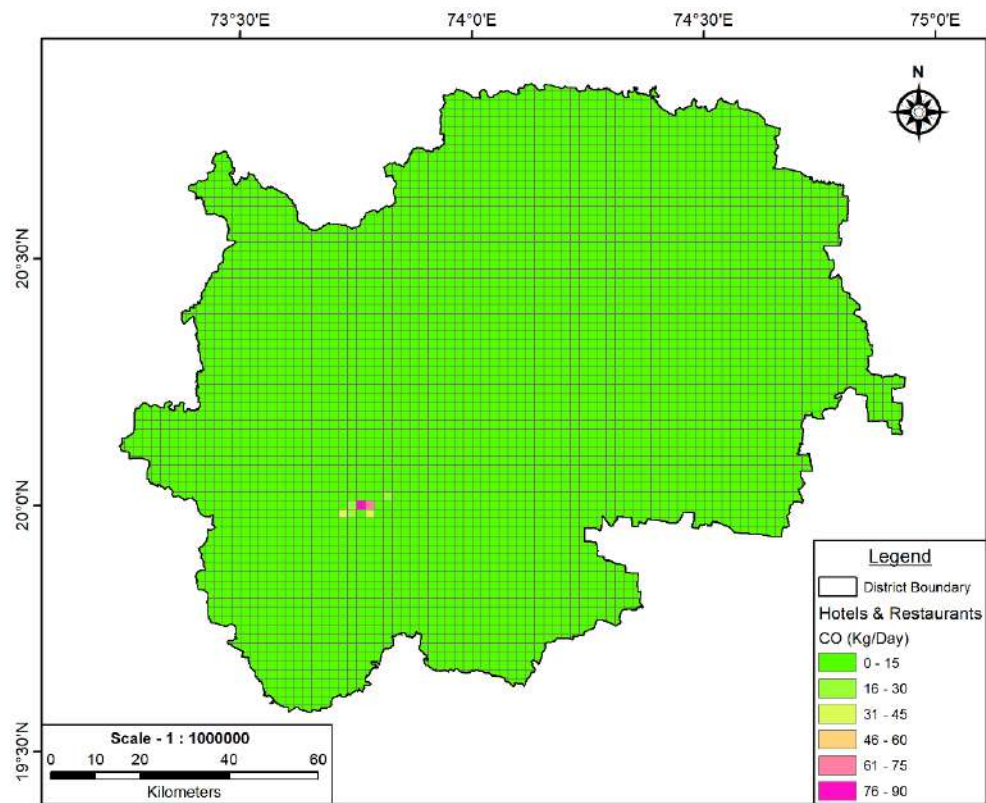 73°30'E 74°0'E 74°30'E 75°0'E
N
20°30'N
20°0'N
19°30'N
Legend
District Boundary
Hotels & Restaurants
CO (Kg/Day)
0 - 15
16 - 30
31 - 45
46 - 60
61 - 75
76 - 90
Scale - 1 : 1000000
0 10 20 40 60
Kilometers